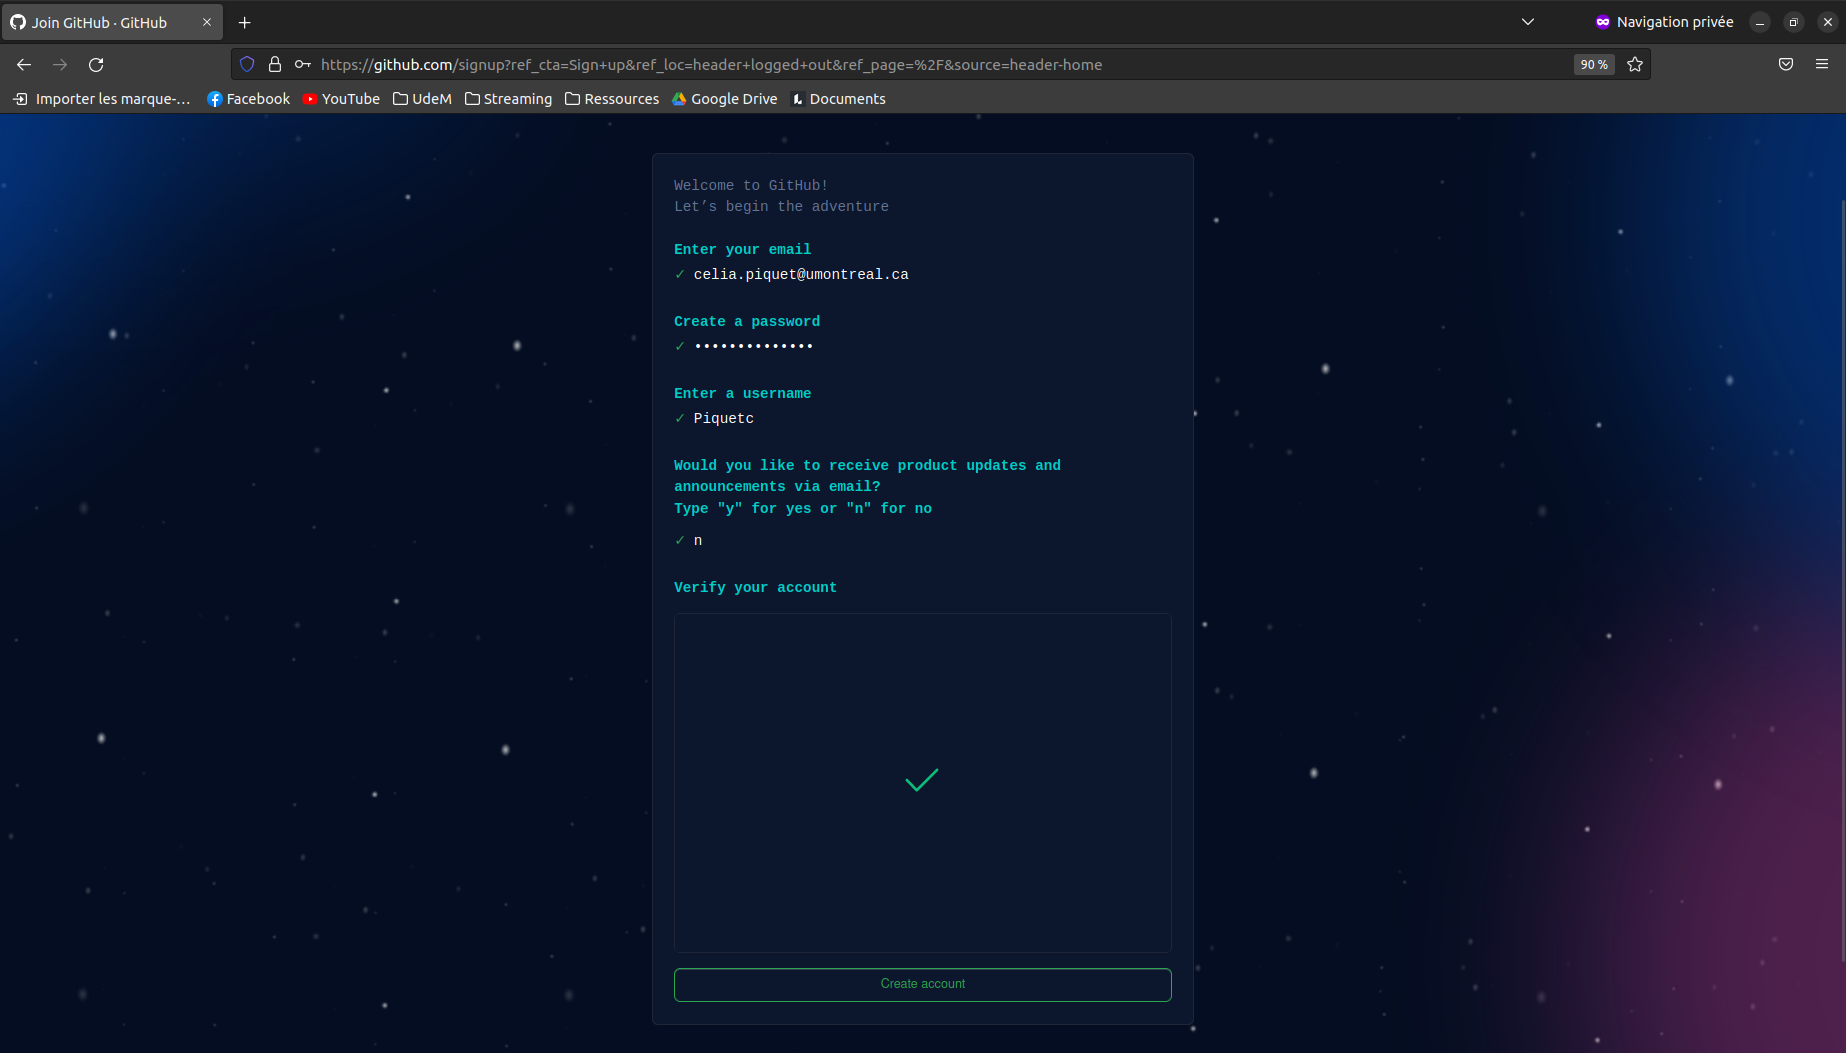 Join GitHub · GitHub
Navigation privée
https://github.com/signup?ref_cta=Sign+up&ref_loc=header+logged+out&ref_page=%2F&source=header-home
90 %
Importer les marque-…
Facebook
YouTube
UdeM
Streaming
Ressources
Google Drive
Documents
Welcome to GitHub!
Let’s begin the adventure
Enter your email
✓ celia.piquet@umontreal.ca
Create a password
✓ ••••••••••••••
Enter a username
✓ Piquetc
Would you like to receive product updates and
announcements via email?
Type "y" for yes or "n" for no
✓ n
Verify your account
Create account